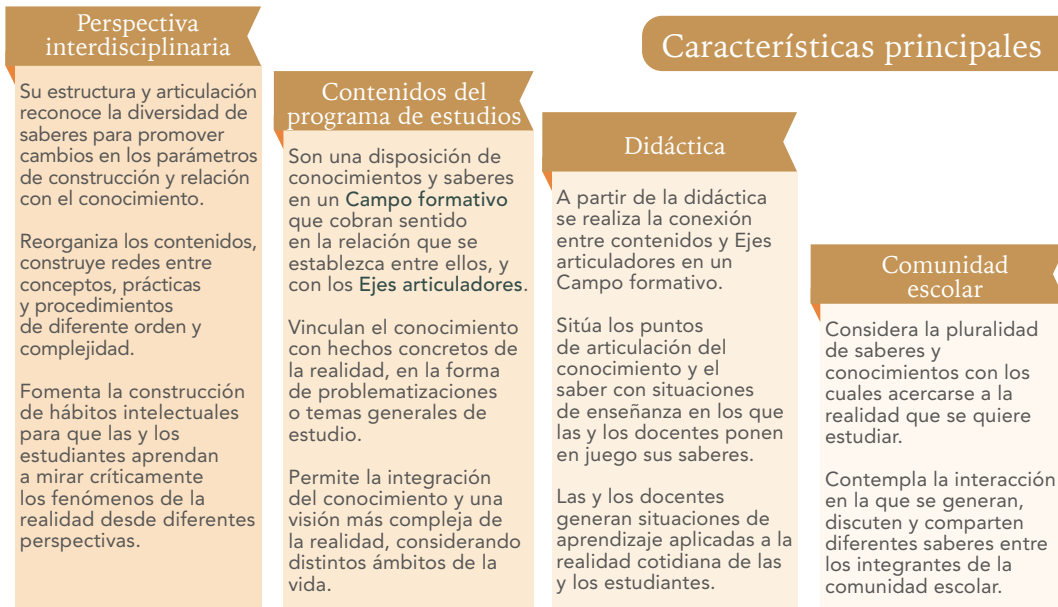 Características principales
Perspectiva
interdisciplinaria
Su estructura y articulación
reconoce la diversidad de
saberes para promover
cambios en los parámetros
de construcción y relación
con el conocimiento.
Reorganiza los contenidos,
construye redes entre
conceptos, prácticas
y procedimientos
de diferente orden y
complejidad.
Fomenta la construcción
de hábitos intelectuales
para que las y los
estudiantes aprendan
a mirar críticamente
los fenómenos de la
realidad desde diferentes
perspectivas.
Contenidos del
programa de estudios
Son una disposición de
conocimientos y saberes
en un Campo formativo
que cobran sentido
en la relación que se
establezca entre ellos, y
con los Ejes articuladores.
Vinculan el conocimiento
con hechos concretos de
la realidad, en la forma
de problematizaciones
o temas generales de
estudio.
Permite la integración
del conocimiento y una
visión más compleja de
la realidad, considerando
distintos ámbitos de la
vida.
Didáctica
A partir de la didáctica
se realiza la conexión
entre contenidos y Ejes
articuladores en un
Campo formativo.
Sitúa los puntos
de articulación del
conocimiento y el
saber con situaciones
de enseñanza en los que
las y los docentes ponen
en juego sus saberes.
Las y los docentes
generan situaciones de
aprendizaje aplicadas a la
realidad cotidiana de las
y los estudiantes.
Comunidad
escolar
Considera la pluralidad
de saberes y
conocimientos con los
cuales acercarse a la
realidad que se quiere
estudiar.
Contempla la interacción
en la que se generan,
discuten y comparten
diferentes saberes entre
los integrantes de la
comunidad escolar.